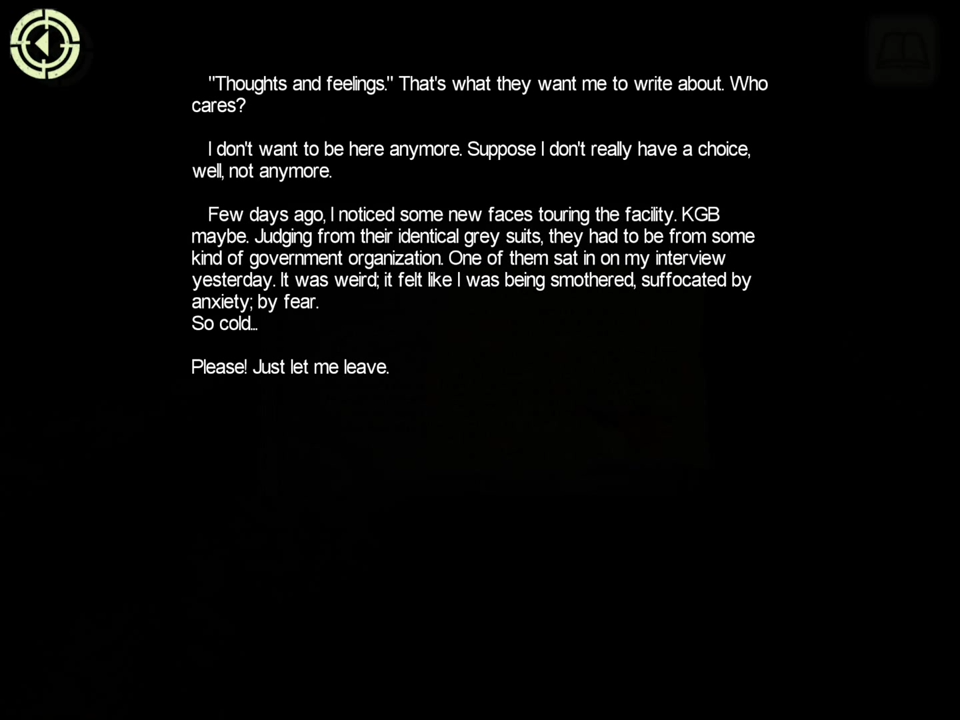 "Thoughts and feelings." That's what they want me to write about. Who
cares?
I don't want to be here anymore. Suppose I don't really have a choice,
well, not anymore.
Few days ago, I noticed some new faces touring the facility. KGB
maybe. Judging from their identical grey suits, they had to be from some
kind of government organization. One of them sat in on my interview
yesterday. It was weird; it felt like I was being smothered, suffocated by
anxiety; by fear.
So cold...
Please! Just let me leave.